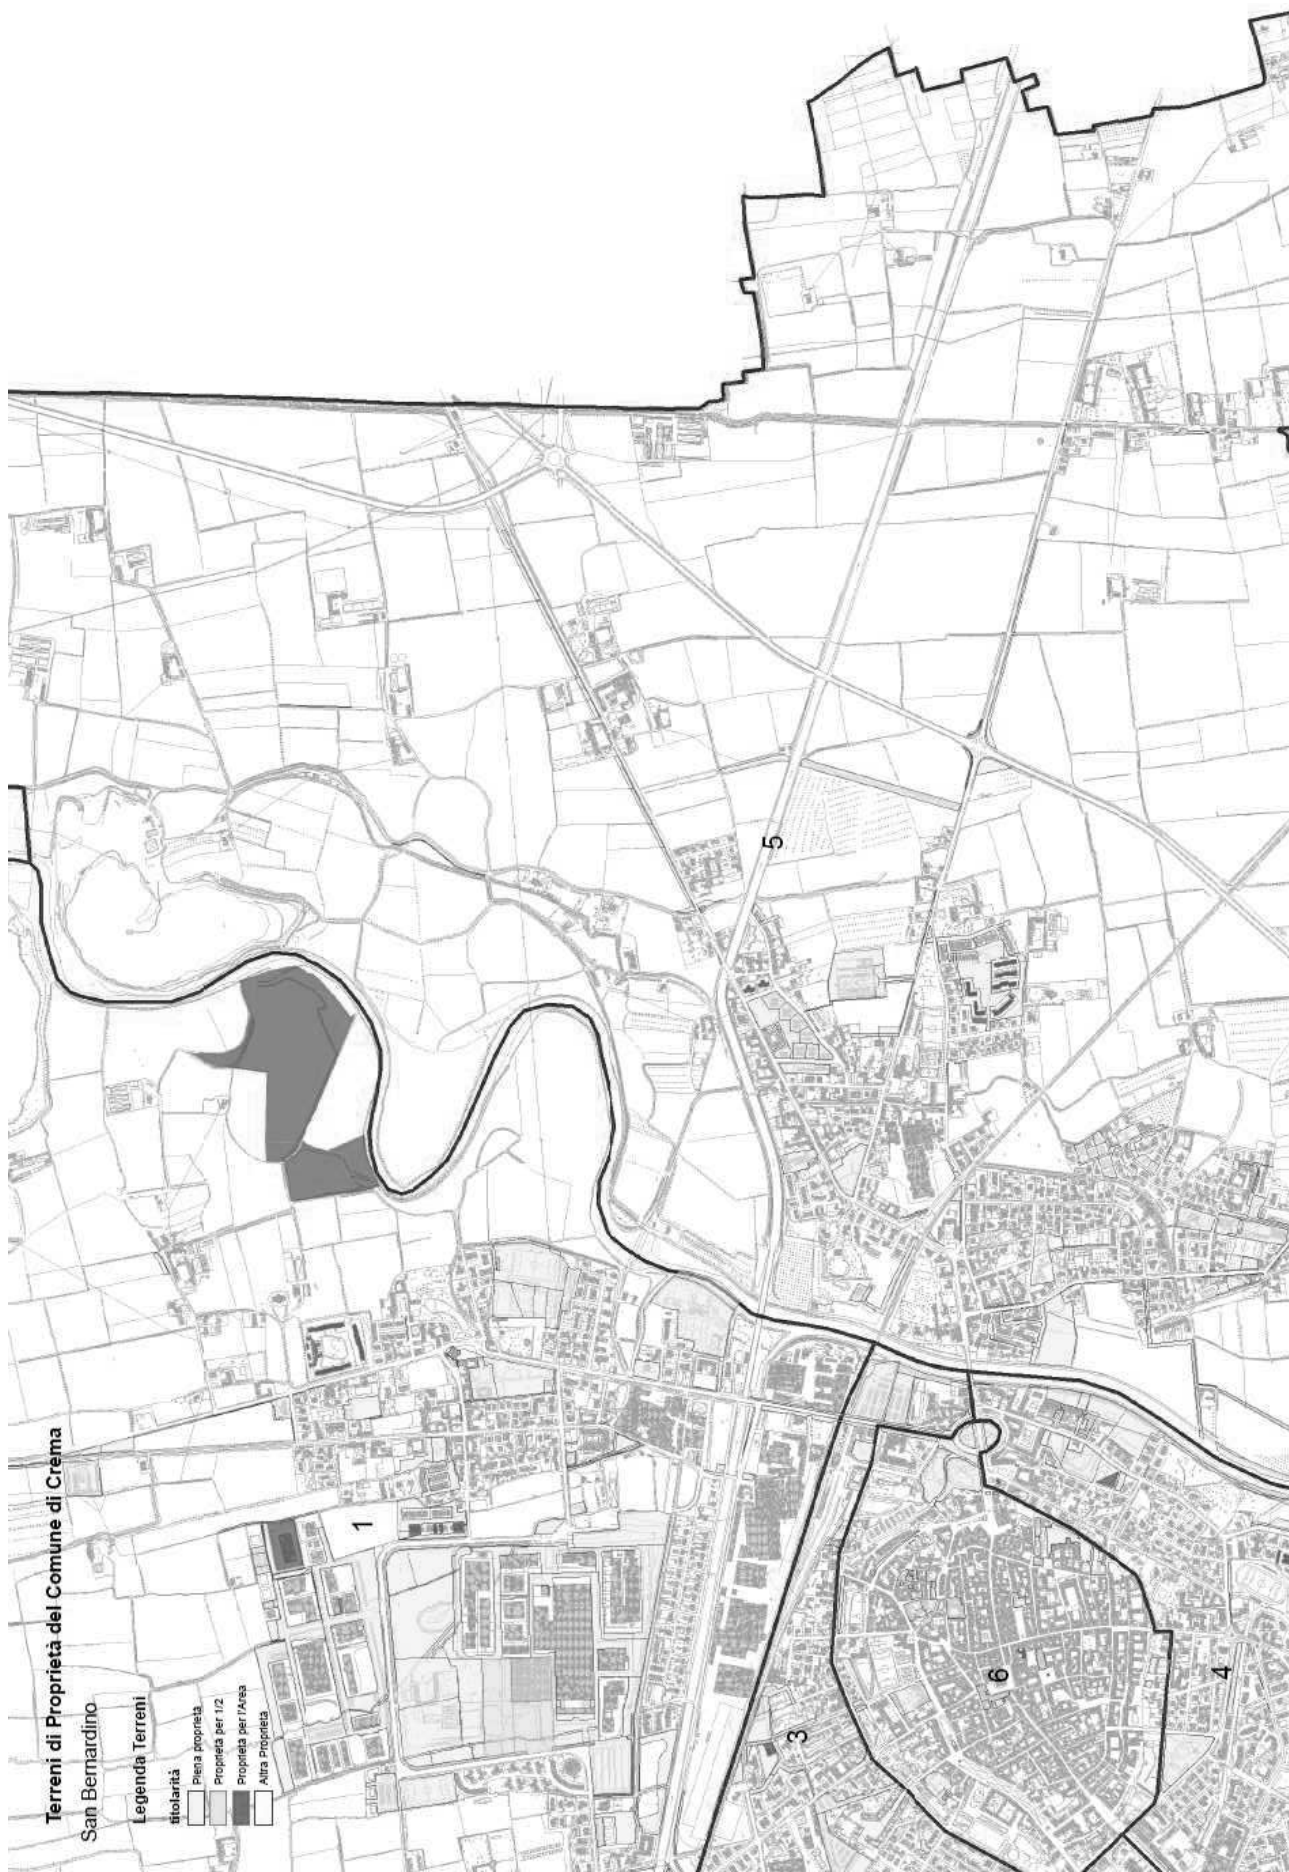 Terreni di Proprietà del Comune di Crema
San Bernardino
Legenda Terreni
titolarità
Piena proprietà
Proprietà per 1/2
Proprietà per l'Area
Altra Proprietà
1
5
3
6
4